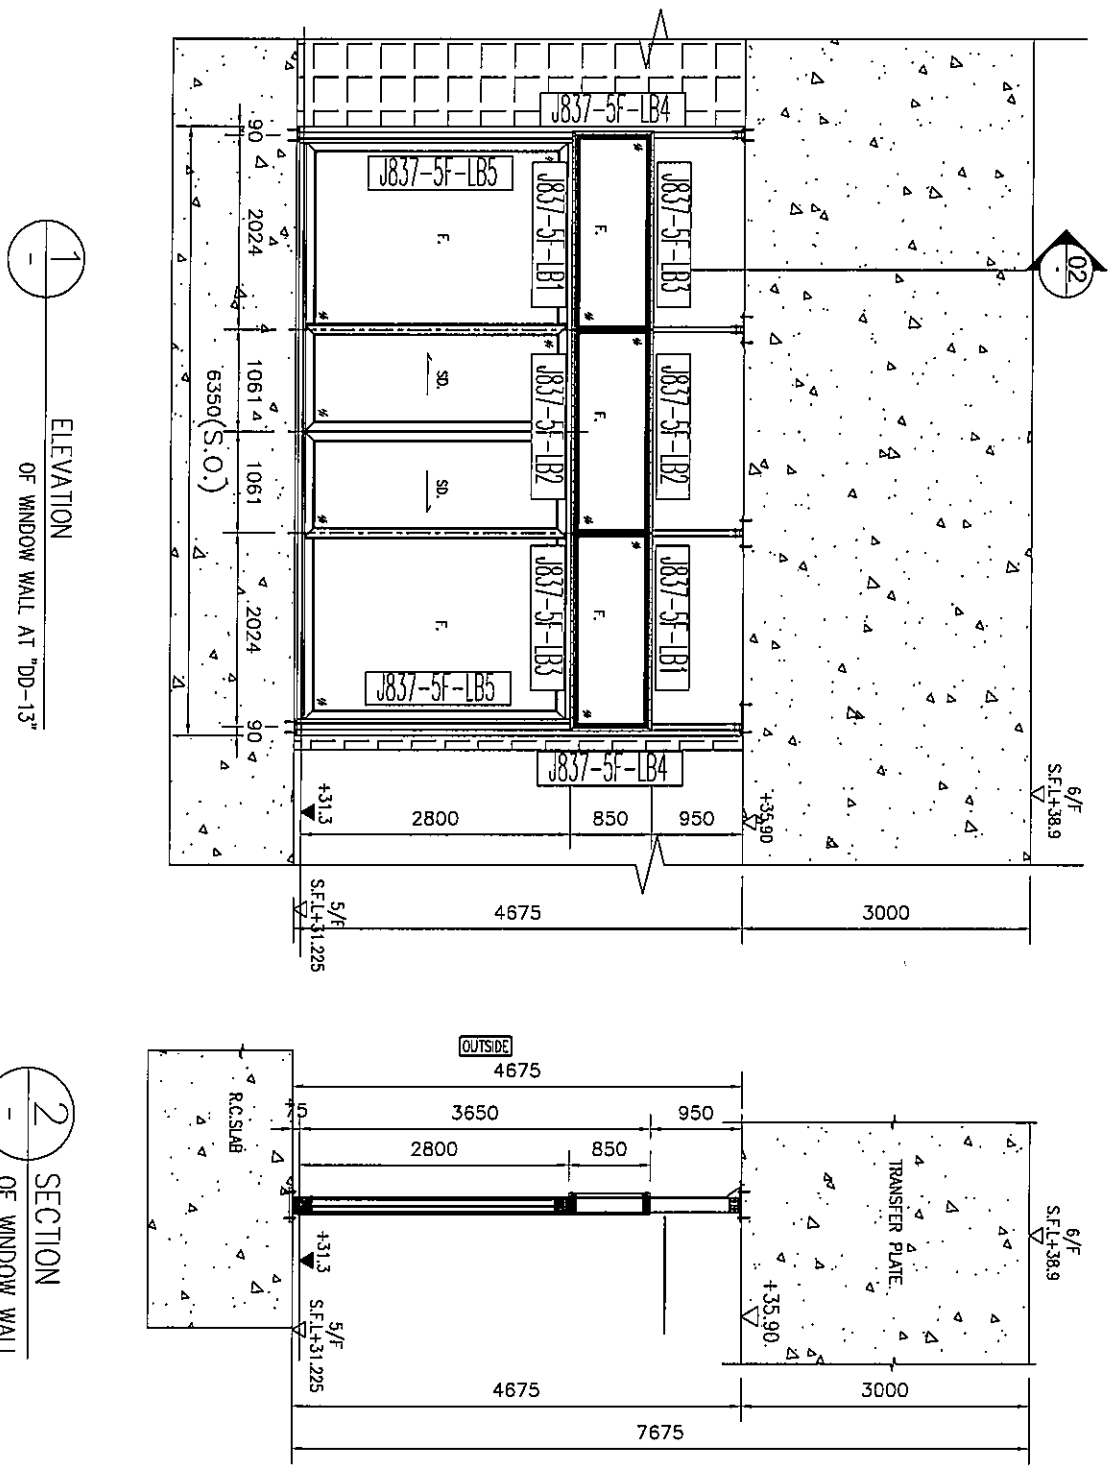 02
-
6/F
S.F.L+38.9
+35.90
J837-5F-LB4
J837-5F-LB3
J837-5F-LB2
J837-5F-LB1
F.
F.
F.
J837-5F-LB1
J837-5F-LB2
J837-5F-LB3
J837-5F-LB5
F.
SD.
SD.
F.
J837-5F-LB5
J837-5F-LB4
90
2024
1061
1061
2024
90
6350(S.O.)
+31.3
2800
850
950
5/F
S.F.L+31.225
4675
3000
1
-
ELEVATION
OF WINDOW WALL AT "DD-13"
OUTSIDE
4675
75
3650
950
2800
850
R.C.SLAB
TRANSFER PLATE
6/F
S.F.L+38.9
+35.90
+31.3
5/F
S.F.L+31.225
4675
3000
7675
2
-
SECTION
OF WINDOW WALL